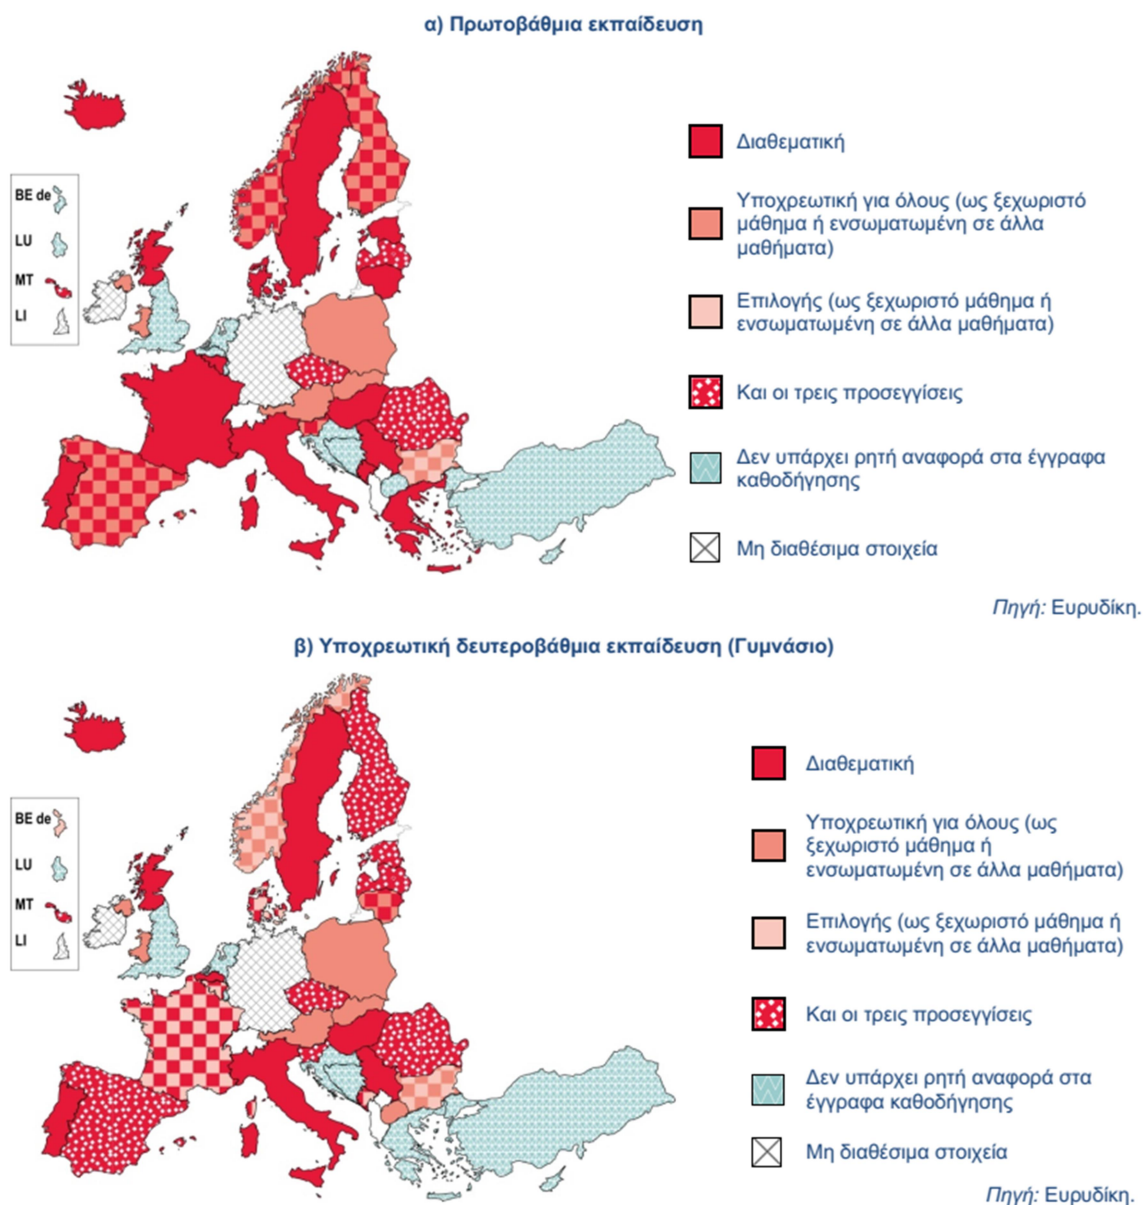 α) Πρωτοβάθμια εκπαίδευση
Διαθεματική
BE de
Υποχρεωτική για όλους (ως ξεχωριστό
μάθημα ή ενσωματωμένη σε άλλα
μαθήματα)
LU
MT
LI
Επιλογής (ως ξεχωριστό μάθημα ή
ενσωματωμένη σε άλλα μαθήματα)
Και οι τρεις προσεγγίσεις
Δεν υπάρχει ρητή αναφορά στα έγγραφα
καθοδήγησης
Μη διαθέσιμα στοιχεία
Πηγή: Ευρυδίκη.
β) Υποχρεωτική δευτεροβάθμια εκπαίδευση (Γυμνάσιο)
Διαθεματική
BE de
Υποχρεωτική για όλους (ως
ξεχωριστό μάθημα ή
ενσωματωμένη σε άλλα μαθήματα)
LU
MT
LI
Επιλογής (ως ξεχωριστό μάθημα ή
ενσωματωμένη σε άλλα μαθήματα)
Και οι τρεις προσεγγίσεις
Δεν υπάρχει ρητή αναφορά στα
έγγραφα καθοδήγησης
Μη διαθέσιμα στοιχεία
Πηγή: Ευρυδίκη.